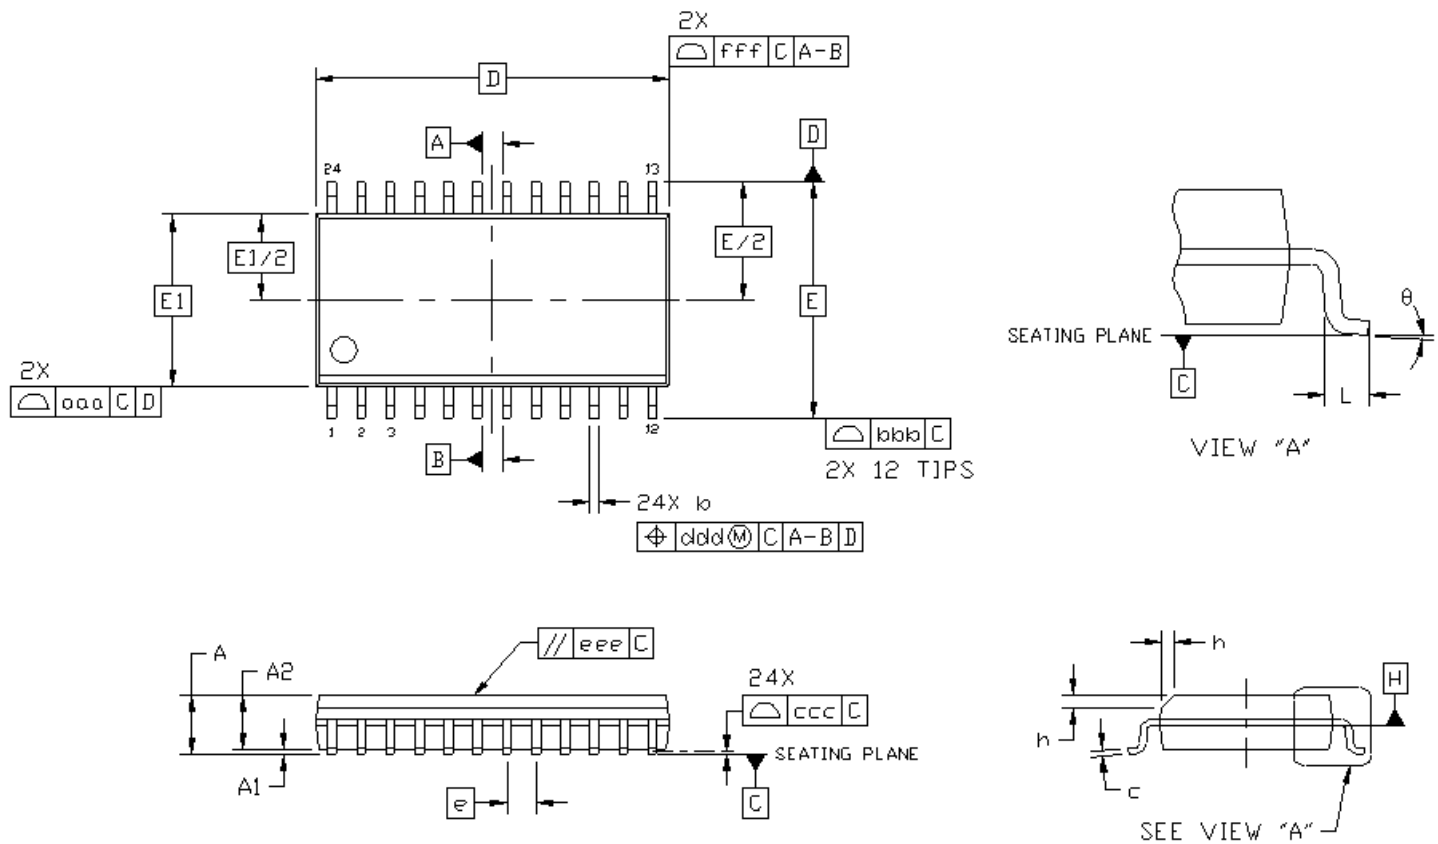 2X
fff C A-B
D
A
D
24 13
E1/2
E/2
E1
E
2X
aaa C D
1 2 3 12
B
bbb C
2X 12 TIPS
24X b
ddd Ⓜ C A-B D
θ
SEATING PLANE
C
L
VIEW "A"
// eee C
A
A2
A1
24X
ccc C
SEATING PLANE
e
C
h
H
h
c
SEE VIEW "A"